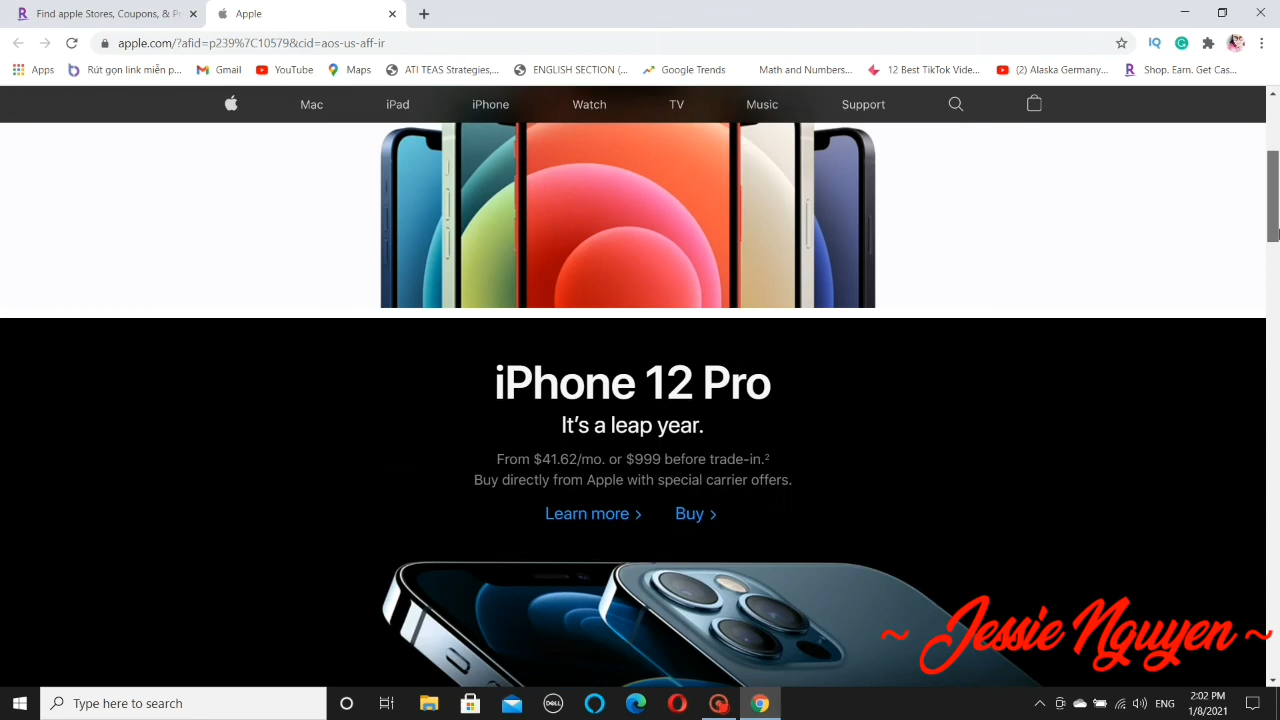 Find apple Stores, Coupons, & Pr
Apple
apple.com/?afid=p239%7C10579&cid=aos-us-aff-ir
Apps
Rút gọn link miễn p...
Gmail
YouTube
Maps
ATI TEAS Strategies,...
ENGLISH SECTION (...
Google Trends
Math and Numbers...
12 Best TikTok Vide...
(2) Alaska Germany...
Shop. Earn. Get Cas...
Mac
iPad
iPhone
Watch
TV
Music
Support
iPhone 12 Pro
It's a leap year.
From $41.62/mo. or $999 before trade-in.²
Buy directly from Apple with special carrier offers.
Learn more >
Buy >
~ Jessie Nguyen ~
Type here to search
DELL
ENG
2:02 PM
1/8/2021